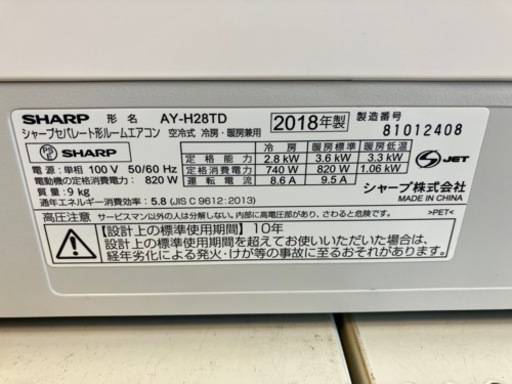 SHARP 形名 AY-H28TD 2018年製 製造番号
シャープセパレート形ルームエアコン 空冷式 冷房・暖房兼用 81012408
PS E SHARP
電源:単相 100V 50/60 Hz
電動機の定格消費電力: 820 W
質量:9 kg
冷房 暖房標準 暖房低温
定格能力 2.8 kW 3.6 kW 3.3 kW
定格消費電力 740 W 820 W 1.06 kW
運転電流 8.6 A 9.5 A
S JET
通年エネルギー消費効率:5.8 (JIS C 9612:2013)
シャープ株式会社
MADE IN CHINA
高圧注意 サービスマン以外の人は分解しない。内部に高電圧部があり、さわると危険です。 >PET<
【設計上の標準使用期間】10年
設計上の標準使用期間を超えてお使いいただいた場合は、
経年劣化による発火・けが等の事故に至るおそれがあります。